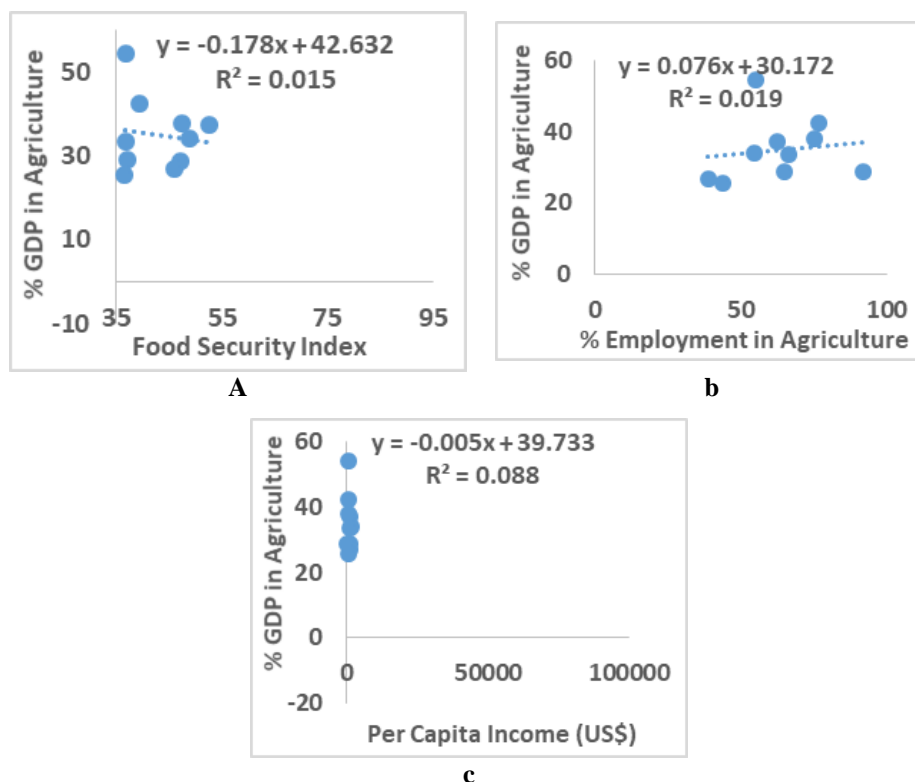 y = -0.178x + 42.632
R² = 0.015
% GDP in Agriculture
50
30
10
-10
35 55 75 95
Food Security Index
A
y = 0.076x + 30.172
R² = 0.019
% GDP in Agriculture
60
40
20
0
0 50 100
% Employment in Agriculture
b
y = -0.005x + 39.733
R² = 0.088
% GDP in Agriculture
60
40
20
0
-20
0 50000 100000
Per Capita Income (US$)
c